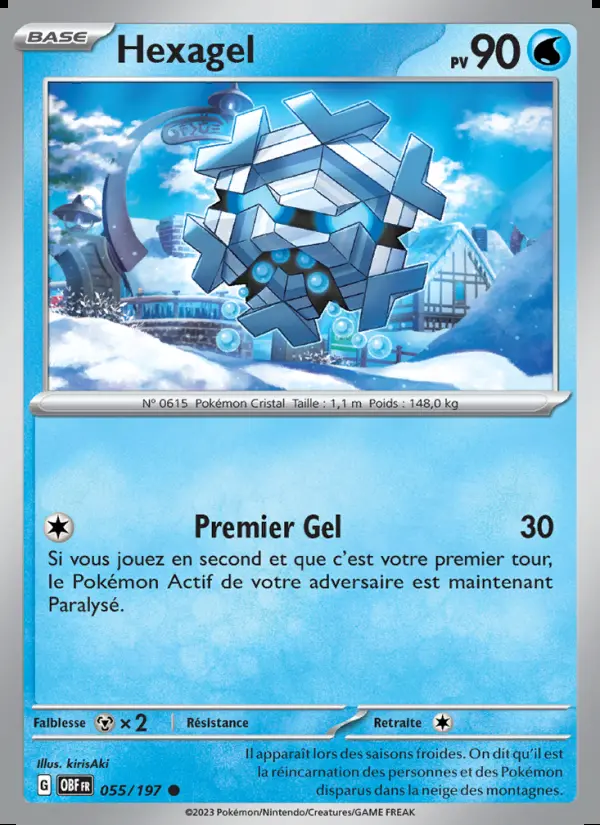 BASE
Hexagel
PV 90
N° 0615 Pokémon Cristal Taille : 1,1 m Poids : 148,0 kg
Premier Gel 30
Si vous jouez en second et que c'est votre premier tour,
le Pokémon Actif de votre adversaire est maintenant
Paralysé.
Faiblesse ×2 Résistance Retraite
Illus. kirisAki
Il apparaît lors des saisons froides. On dit qu'il est
la réincarnation des personnes et des Pokémon
disparus dans la neige des montagnes.
G OBF FR 055/197
©2023 Pokémon/Nintendo/Creatures/GAME FREAK